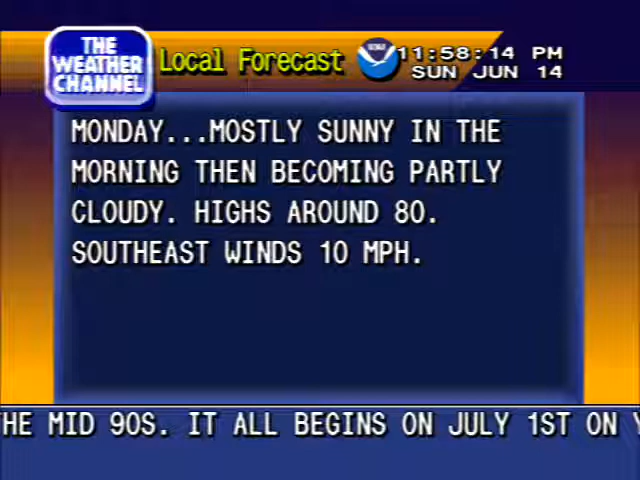 THE
WEATHER
CHANNEL
Local Forecast
NOAA
11:58:14 PM
SUN JUN 14
MONDAY...MOSTLY SUNNY IN THE
MORNING THEN BECOMING PARTLY
CLOUDY. HIGHS AROUND 80.
SOUTHEAST WINDS 10 MPH.
HE MID 90S. IT ALL BEGINS ON JULY 1ST ON Y